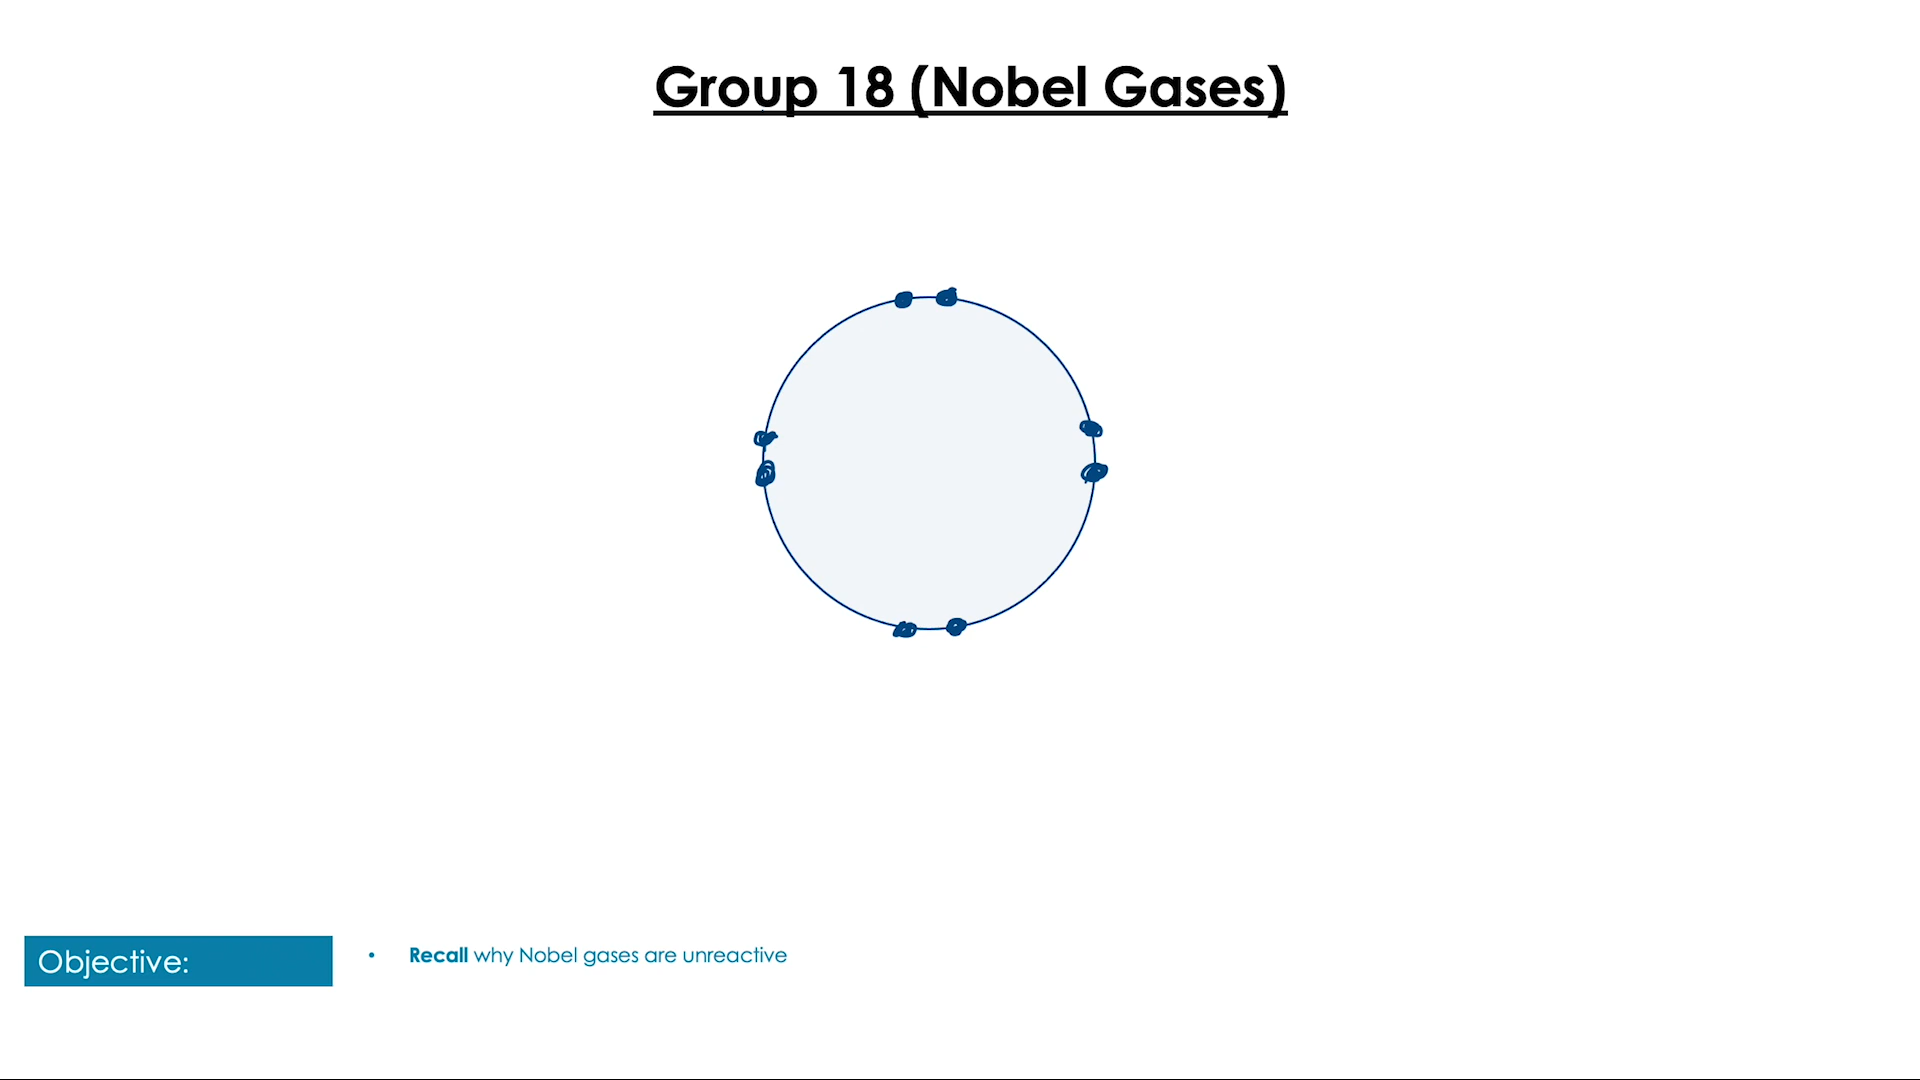 Group 18 (Nobel Gases)
Objective:
• Recall why Nobel gases are unreactive